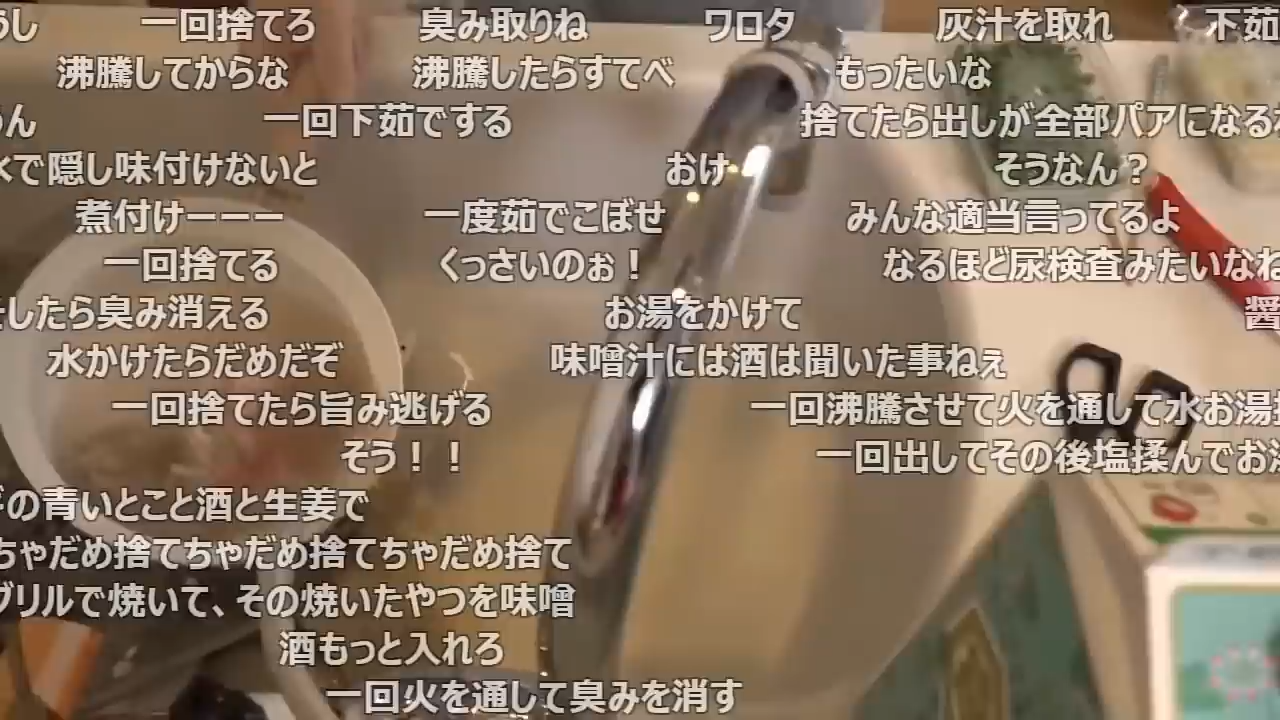 うし 一回捨てろ 臭み取りね ワロタ 灰汁を取れ 下茹
沸騰してからな 沸騰したらすてべ もったいな
うん 一回下茹でする 捨てたら出しが全部パアになるね
水で隠し味付けないと おけ そうなん？
煮付けーーー 一度茹でこぼせ みんな適当言ってるよ
一回捨てる くっさいのぉ！ なるほど尿検査みたいなね
したら臭み消える お湯をかけて 醤
水かけたらだめだぞ 味噌汁には酒は聞いた事ねぇ
一回捨てたら旨み逃げる 一回沸騰させて火を通して水お湯
そう！！ 一回出してその後塩揉んでお
の青いとこと酒と生姜で
ちゃだめ捨てちゃだめ捨てちゃだめ捨て
グリルで焼いて、その焼いたやつを味噌
酒もっと入れろ
一回火を通して臭みを消す